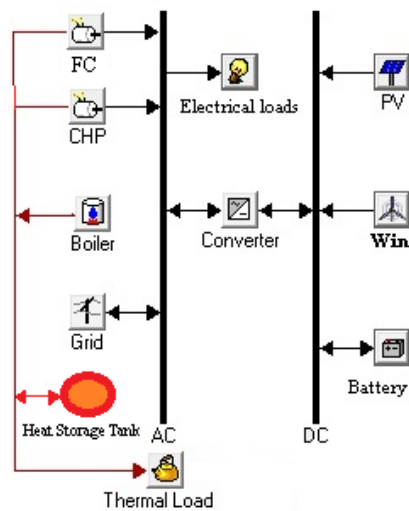 FC
Electrical loads
PV
CHP
Boiler
Converter
Win
Grid
Battery
Heat Storage Tank
AC
DC
Thermal Load